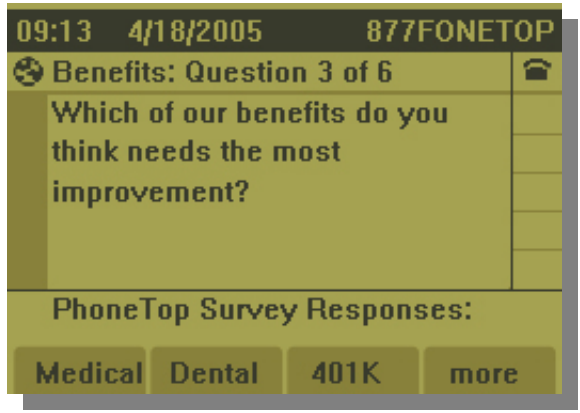 09:13 4/18/2005 877FONETOP
Benefits: Question 3 of 6
Which of our benefits do you
think needs the most
improvement?
PhoneTop Survey Responses:
Medical Dental 401K more